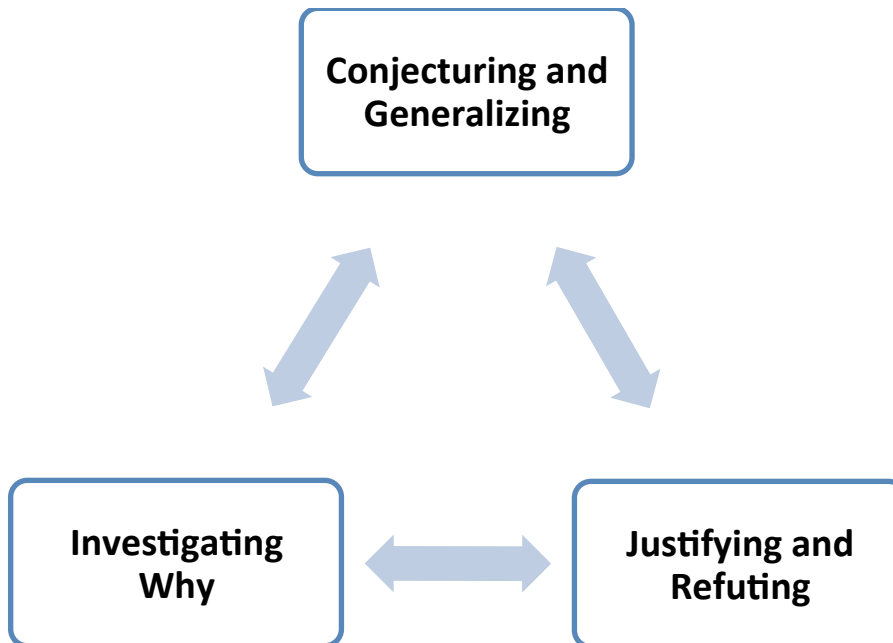 Conjecturing and
Generalizing
Investigating
Why
Justifying and
Refuting